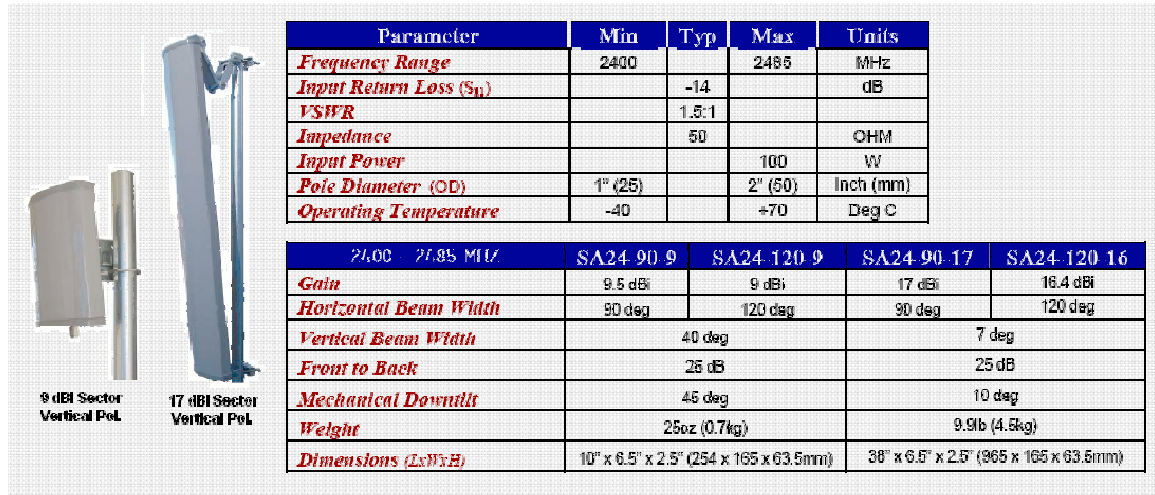 Parameter Min Typ Max Units
Frequency Range 2400 2485 MHz
Input Return Loss (S11) -14 dB
VSWR 1.5:1
Impedance 50 OHM
Input Power 100 W
Pole Diameter (OD) 1" (25) 2" (50) Inch (mm)
Operating Temperature -40 +70 Deg C
2400 - 2485 MHz SA24-90-9 SA24-120-9 SA24-90-17 SA24-120-16
Gain 9.5 dBi 9 dBi 17 dBi 16.4 dBi
Horizontal Beam Width 90 deg 120 deg 90 deg 120 deg
Vertical Beam Width 40 deg 7 deg
Front to Back 25 dB 25 dB
Mechanical Downtilt 45 deg 10 deg
Weight 25oz (0.7kg) 9.9lb (4.5kg)
Dimensions (LxWxH) 10" x 6.5" x 2.5" (254 x 165 x 63.5mm) 38" x 6.5" x 2.5" (965 x 165 x 63.5mm)
9 dBi Sector
Vertical Pol.
17 dBi Sector
Vertical Pol.